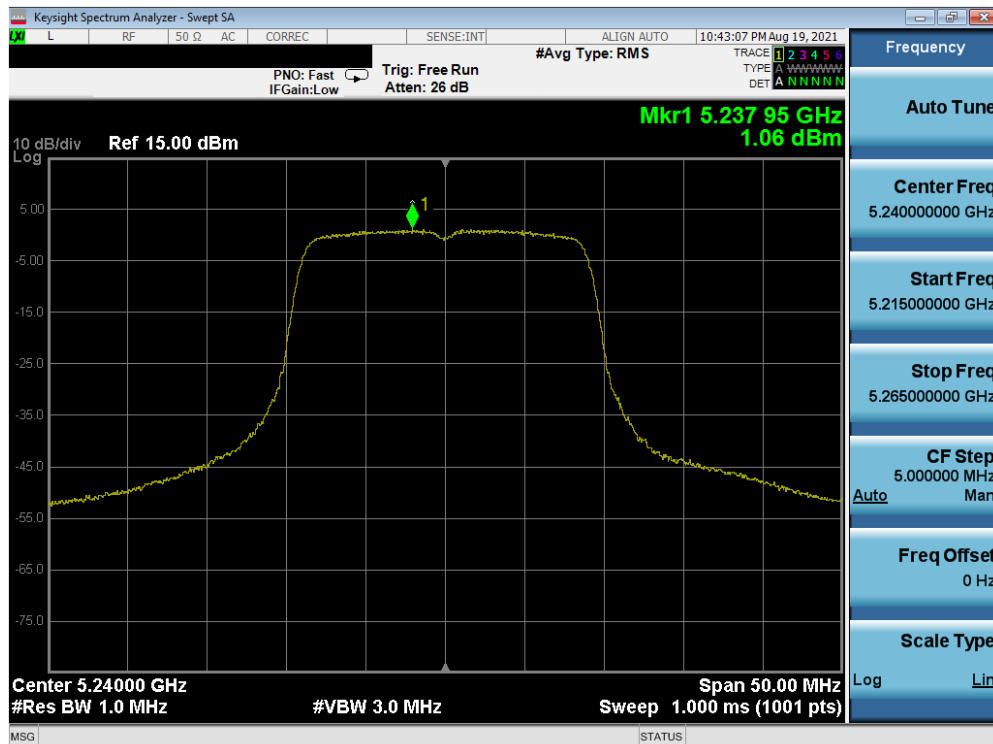 Keysight Spectrum Analyzer - Swept SA
LXI L RF 50 Ω AC CORREC SENSE:INT ALIGN AUTO 10:43:07 PM Aug 19, 2021
Frequency
#Avg Type: RMS
TRACE 1 2 3 4 5 6
PNO: Fast Trig: Free Run
TYPE A WWWWW
IFGain:Low Atten: 26 dB
DET A N N N N N
Auto Tune
Mkr1 5.237 95 GHz
1.06 dBm
10 dB/div Ref 15.00 dBm
Log
1
5.00
-5.00
-15.0
-25.0
-35.0
-45.0
-55.0
-65.0
-75.0
Center Freq
5.240000000 GHz
Start Freq
5.215000000 GHz
Stop Freq
5.265000000 GHz
CF Step
5.000000 MHz
Auto Man
Freq Offset
0 Hz
Scale Type
Log Lin
Center 5.24000 GHz Span 50.00 MHz
#Res BW 1.0 MHz #VBW 3.0 MHz Sweep 1.000 ms (1001 pts)
MSG STATUS